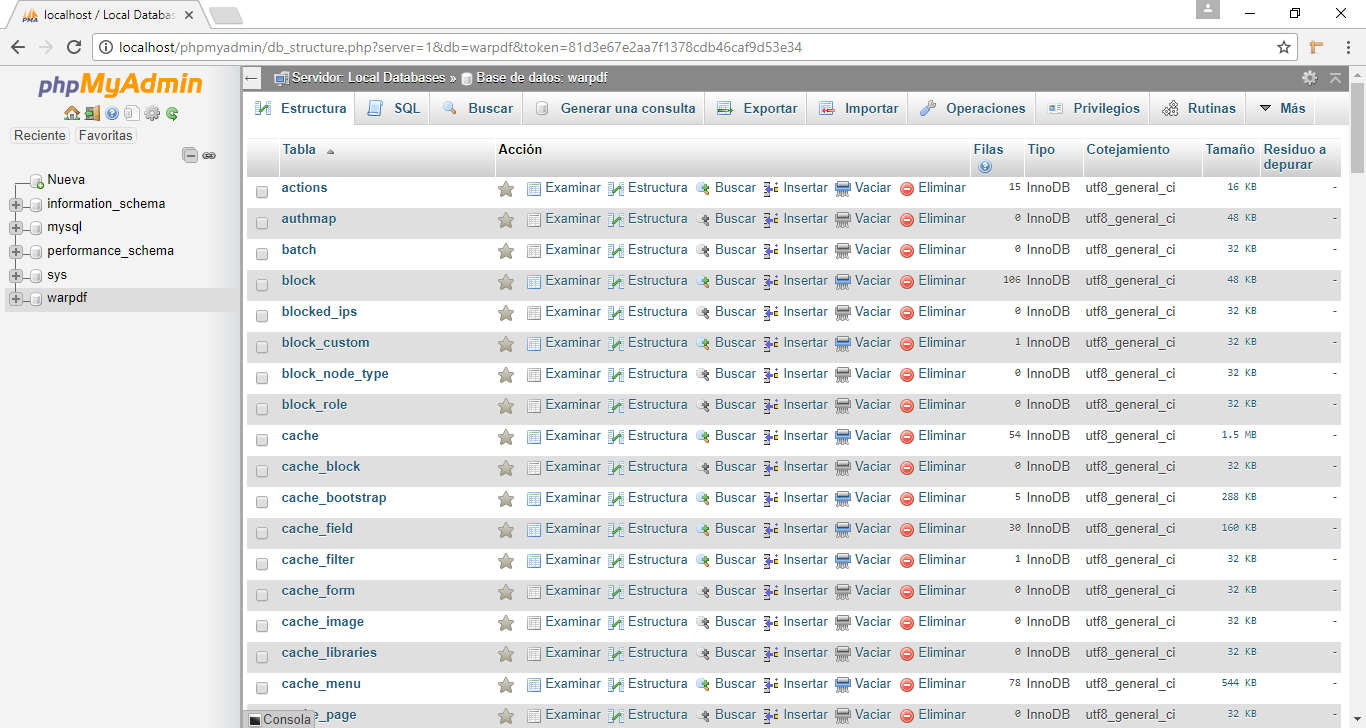 localhost / Local Databas
localhost/phpmyadmin/db_structure.php?server=1&db=warpdf&token=81d3e67e2aa7f1378cdb46caf9d53e34
phpMyAdmin
Reciente Favoritas
Nueva
information_schema
mysql
performance_schema
sys
warpdf
Servidor: Local Databases » Base de datos: warpdf
Estructura SQL Buscar Generar una consulta Exportar Importar Operaciones Privilegios Rutinas Más
Tabla Acción Filas Tipo Cotejamiento Tamaño Residuo a depurar
actions Examinar Estructura Buscar Insertar Vaciar Eliminar 15 InnoDB utf8_general_ci 16 KB -
authmap Examinar Estructura Buscar Insertar Vaciar Eliminar 0 InnoDB utf8_general_ci 48 KB -
batch Examinar Estructura Buscar Insertar Vaciar Eliminar 0 InnoDB utf8_general_ci 32 KB -
block Examinar Estructura Buscar Insertar Vaciar Eliminar 106 InnoDB utf8_general_ci 48 KB -
blocked_ips Examinar Estructura Buscar Insertar Vaciar Eliminar 0 InnoDB utf8_general_ci 32 KB -
block_custom Examinar Estructura Buscar Insertar Vaciar Eliminar 1 InnoDB utf8_general_ci 32 KB -
block_node_type Examinar Estructura Buscar Insertar Vaciar Eliminar 0 InnoDB utf8_general_ci 32 KB -
block_role Examinar Estructura Buscar Insertar Vaciar Eliminar 0 InnoDB utf8_general_ci 32 KB -
cache Examinar Estructura Buscar Insertar Vaciar Eliminar 54 InnoDB utf8_general_ci 1.5 MB -
cache_block Examinar Estructura Buscar Insertar Vaciar Eliminar 0 InnoDB utf8_general_ci 32 KB -
cache_bootstrap Examinar Estructura Buscar Insertar Vaciar Eliminar 5 InnoDB utf8_general_ci 288 KB -
cache_field Examinar Estructura Buscar Insertar Vaciar Eliminar 30 InnoDB utf8_general_ci 160 KB -
cache_filter Examinar Estructura Buscar Insertar Vaciar Eliminar 1 InnoDB utf8_general_ci 32 KB -
cache_form Examinar Estructura Buscar Insertar Vaciar Eliminar 0 InnoDB utf8_general_ci 32 KB -
cache_image Examinar Estructura Buscar Insertar Vaciar Eliminar 0 InnoDB utf8_general_ci 32 KB -
cache_libraries Examinar Estructura Buscar Insertar Vaciar Eliminar 0 InnoDB utf8_general_ci 32 KB -
cache_menu Examinar Estructura Buscar Insertar Vaciar Eliminar 78 InnoDB utf8_general_ci 544 KB -
Consola e_page Examinar Estructura Buscar Insertar Vaciar Eliminar 0 InnoDB utf8_general_ci 32 KB -